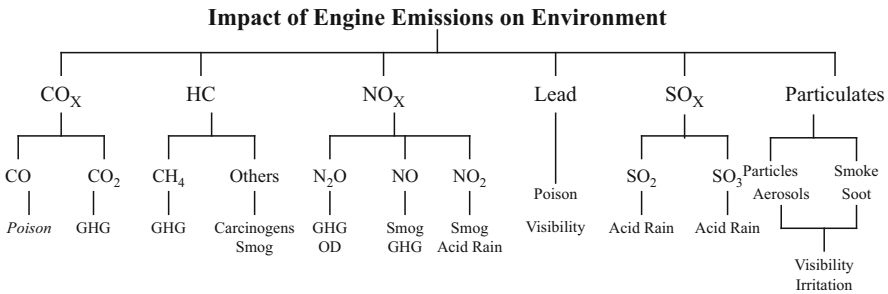 Impact of Engine Emissions on Environment
COX HC NOX Lead SOX Particulates
CO CO2 CH4 Others N2O NO NO2 SO2 SO3 Particles Smoke
Poison Aerosols Soot
Poison GHG GHG Carcinogens GHG Smog Smog Visibility Acid Rain Acid Rain
Smog OD GHG Acid Rain
Visibility
Irritation